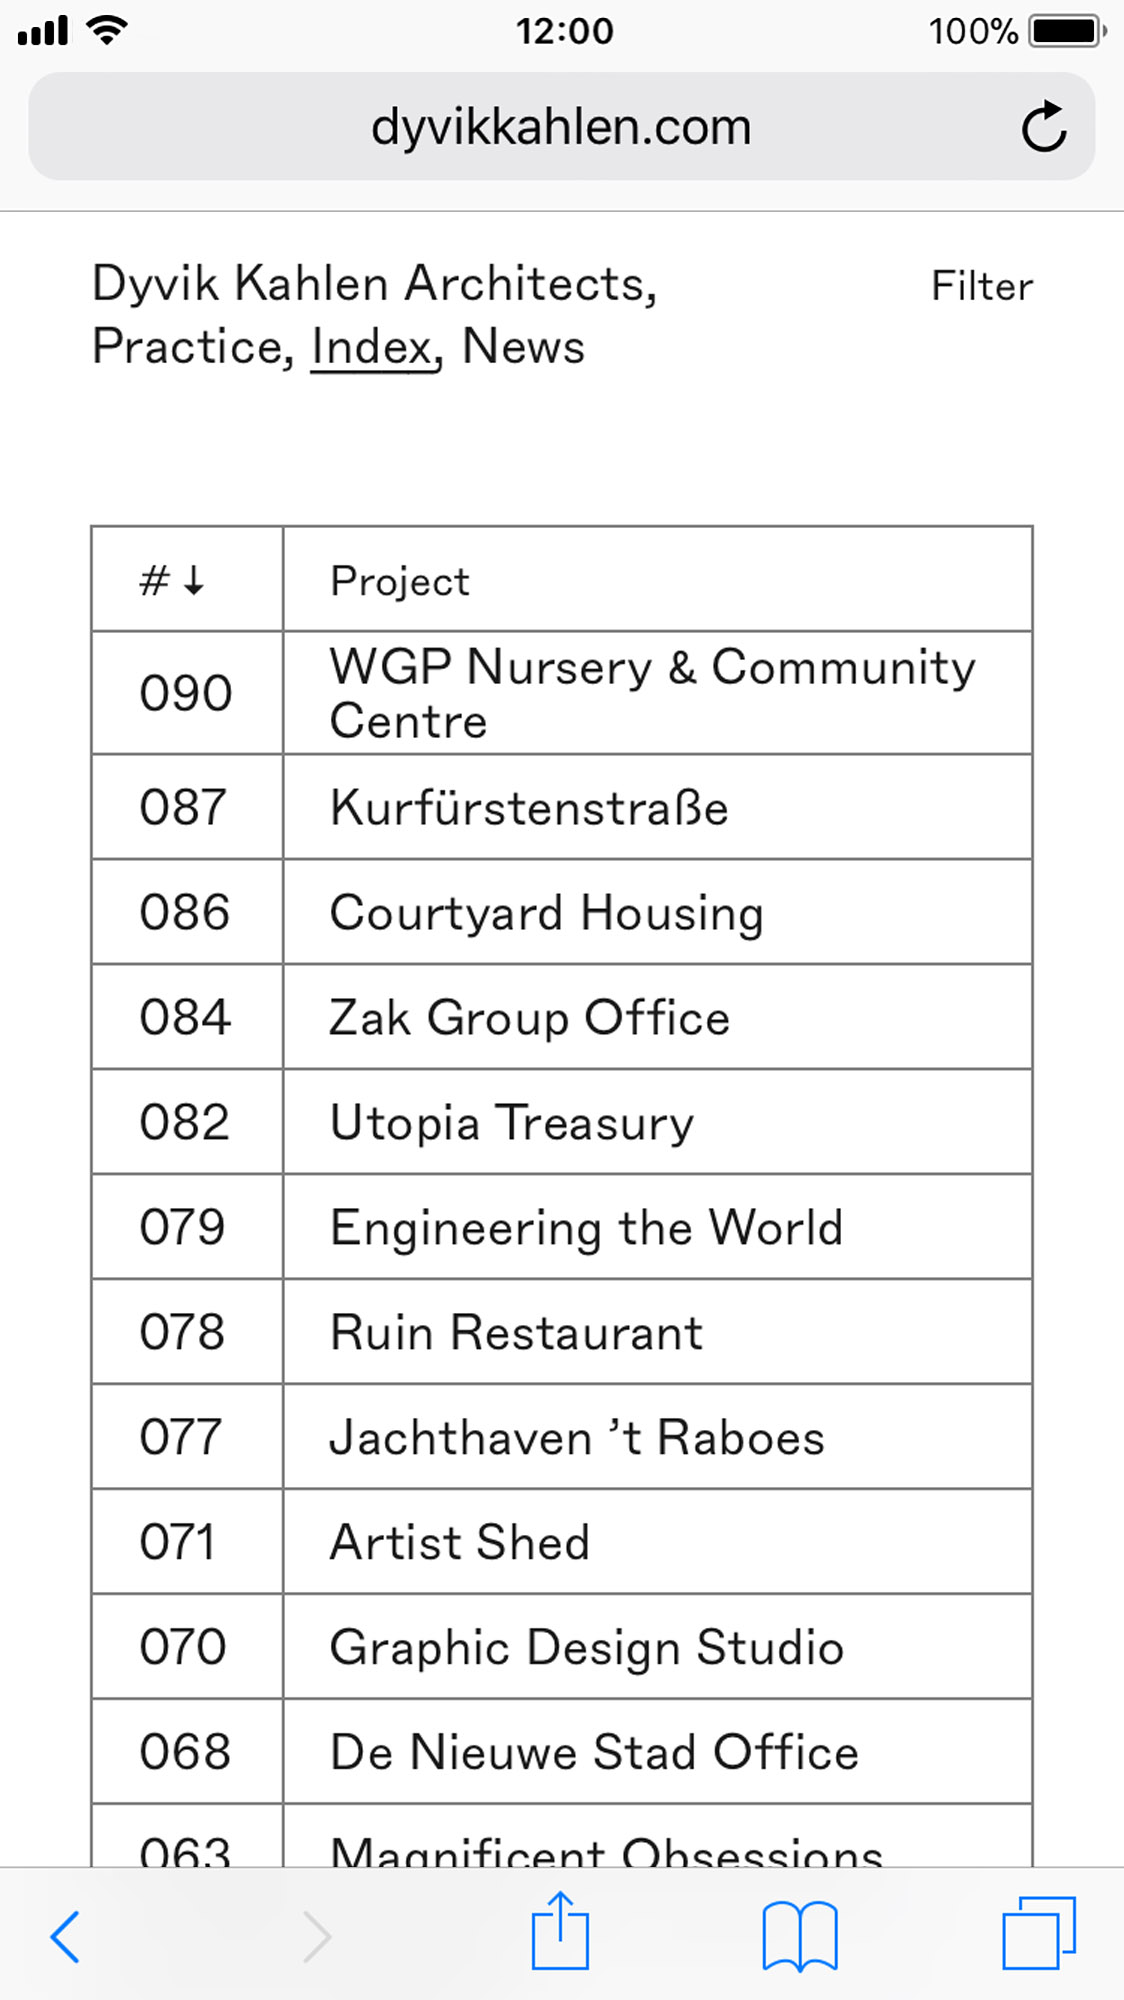 12:00
100%
dyvikkahlen.com
Dyvik Kahlen Architects,
Filter
Practice, Index, News
# ↓ Project
090 WGP Nursery & Community
Centre
087 Kurfürstenstraße
086 Courtyard Housing
084 Zak Group Office
082 Utopia Treasury
079 Engineering the World
078 Ruin Restaurant
077 Jachthaven ’t Raboes
071 Artist Shed
070 Graphic Design Studio
068 De Nieuwe Stad Office
063 Magnificent Obsessions